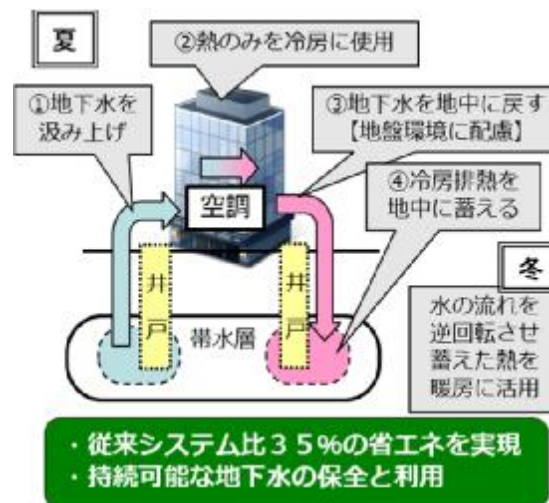 夏
②熱のみを冷房に使用
①地下水を
汲み上げ
③地下水を地中に戻す
【地盤環境に配慮】
④冷房排熱を
地中に蓄える
空調
井戸
井戸
帯水層
冬
水の流れを
逆回転させ
蓄えた熱を
暖房に活用
・従来システム比35%の省エネを実現
・持続可能な地下水の保全と利用